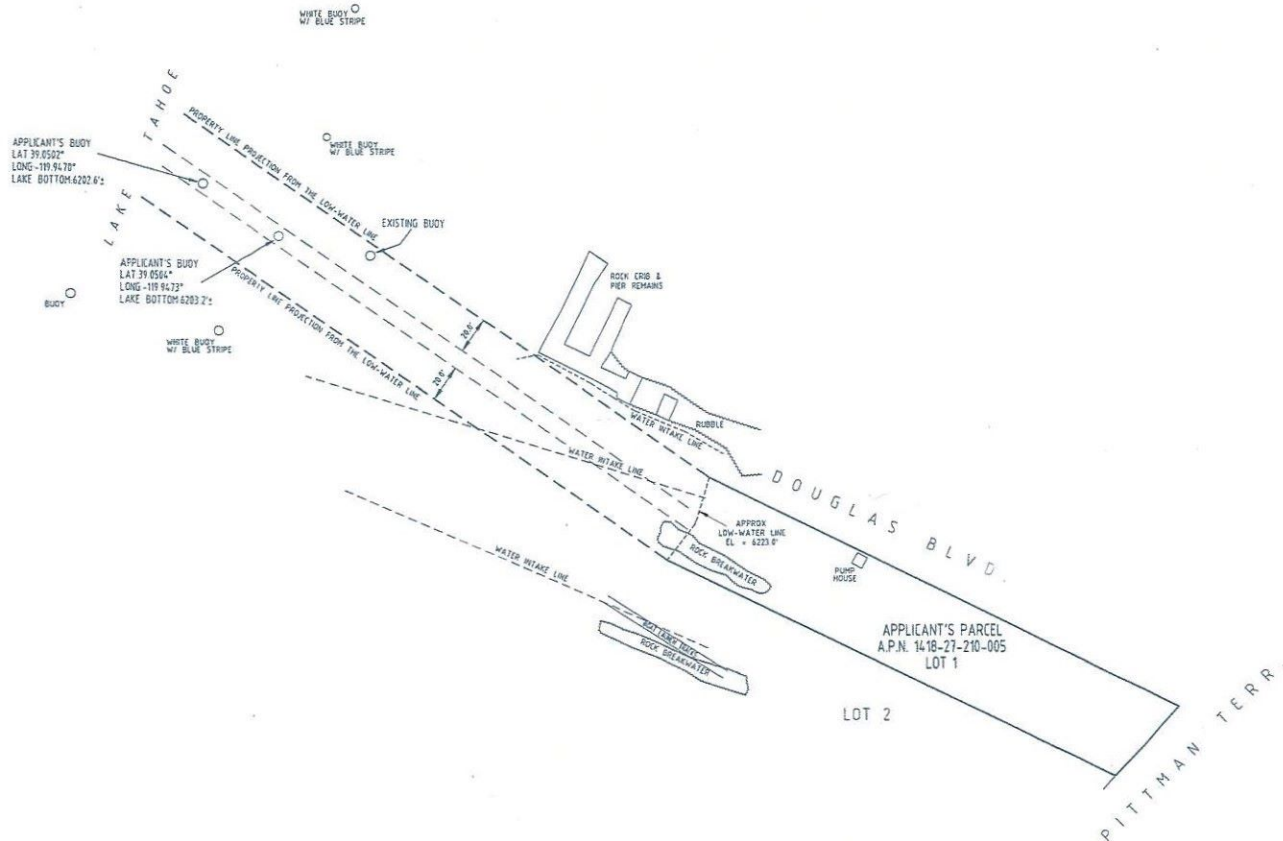 WHITE BUOY
W/ BLUE STRIPE
LAKE TAHOE
PROPERTY LINE PROJECTION FROM THE LOW-WATER LINE
WHITE BUOY
W/ BLUE STRIPE
APPLICANT'S BUOY
LAT 39.0502°
LONG -119.9470°
LAKE BOTTOM:6202.6'±
EXISTING BUOY
APPLICANT'S BUOY
LAT 39.0504°
LONG -119.9473°
LAKE BOTTOM:6203.2'±
PROPERTY LINE PROJECTION FROM THE LOW-WATER LINE
BUOY
WHITE BUOY
W/ BLUE STRIPE
ROCK CRIB &
PIER REMAINS
20.0'
20.0'
WATER INTAKE LINE
RUBBLE
WATER INTAKE LINE
DOUGLAS BLVD.
APPROX
LOW-WATER LINE
EL = 6223.0'
ROCK BREAKWATER
PUMP
HOUSE
WATER INTAKE LINE
BOAT LAUNCH TRACKS
ROCK BREAKWATER
APPLICANT'S PARCEL
A.P.N. 1418-27-210-005
LOT 1
LOT 2
PITTMAN TERR.